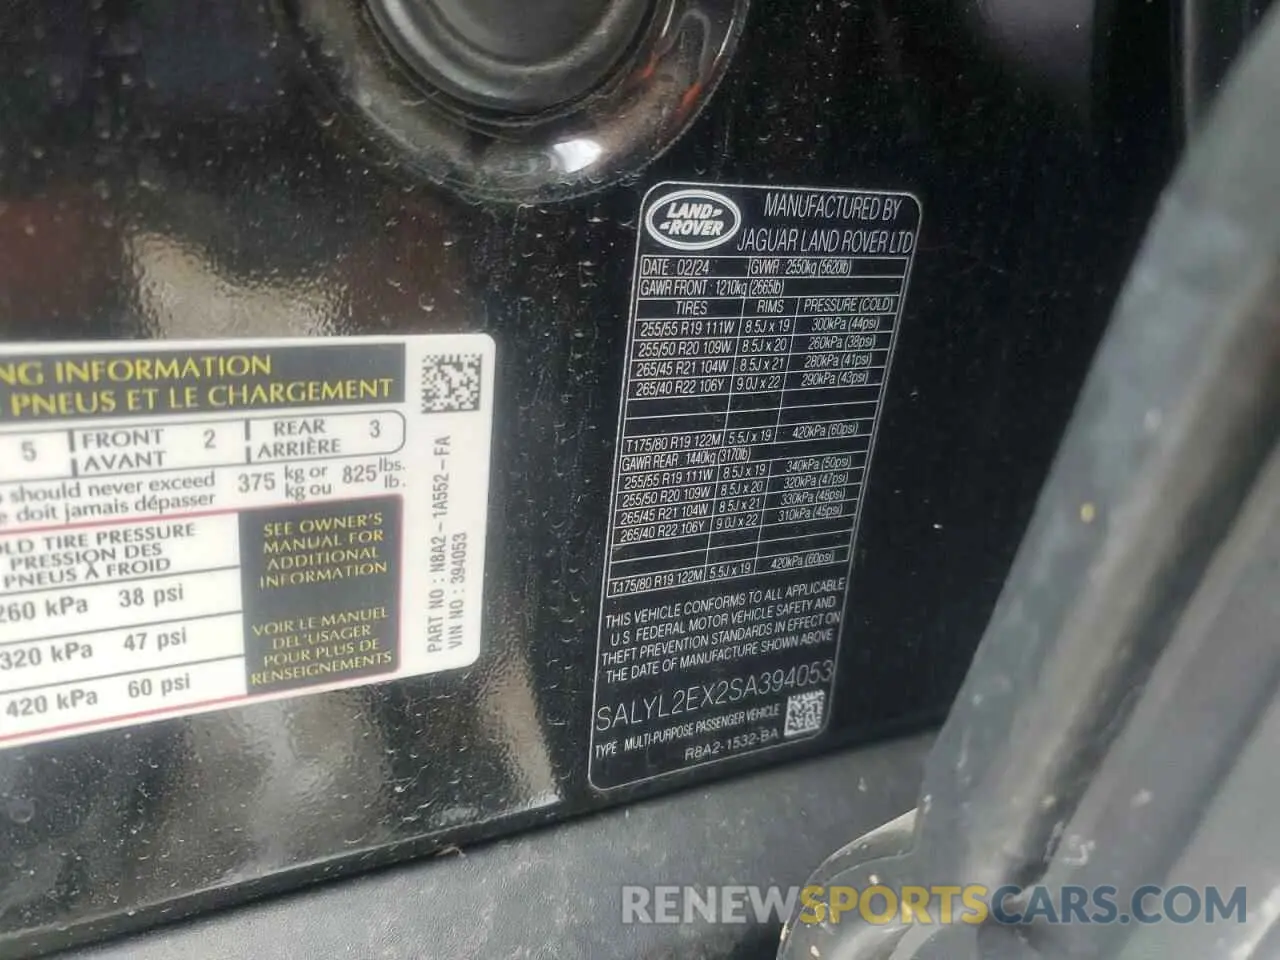 NG INFORMATION
PNEUS ET LE CHARGEMENT
5 FRONT AVANT 2 REAR ARRIÈRE 3
should never exceed
e doit jamais dépasser
375 kg or kg ou 825 lbs. lb.
OLD TIRE PRESSURE
PRESSION DES
PNEUS À FROID
260 kPa 38 psi
320 kPa 47 psi
420 kPa 60 psi
SEE OWNER'S
MANUAL FOR
ADDITIONAL
INFORMATION
VOIR LE MANUEL
DEL'USAGER
POUR PLUS DE
RENSEIGNEMENTS
PART NO : N8A2-1A552-FA
VIN NO : 394053
LAND ROVER
MANUFACTURED BY
JAGUAR LAND ROVER LTD
DATE : 02/24 GVWR : 2550kg (5620lb)
GAWR FRONT : 1210kg (2665lb)
TIRES RIMS PRESSURE (COLD)
255/55 R19 111W 8.5J x 19 300kPa (44psi)
255/50 R20 109W 8.5J x 20 260kPa (38psi)
265/45 R21 104W 8.5J x 21 280kPa (41psi)
265/40 R22 106Y 9.0J x 22 290kPa (43psi)
T175/80 R19 122M 5.5J x 19 420kPa (60psi)
GAWR REAR : 1440kg (3170lb)
255/55 R19 111W 8.5J x 19 340kPa (50psi)
255/50 R20 109W 8.5J x 20 320kPa (47psi)
265/45 R21 104W 8.5J x 21 330kPa (48psi)
265/40 R22 106Y 9.0J x 22 310kPa (45psi)
T175/80 R19 122M 5.5J x 19 420kPa (60psi)
THIS VEHICLE CONFORMS TO ALL APPLICABLE
U.S. FEDERAL MOTOR VEHICLE SAFETY AND
THEFT PREVENTION STANDARDS IN EFFECT ON
THE DATE OF MANUFACTURE SHOWN ABOVE
SALYL2EX2SA394053
TYPE MULTI-PURPOSE PASSENGER VEHICLE
R8A2-1532-BA
RENEWSPORTSCARS.COM